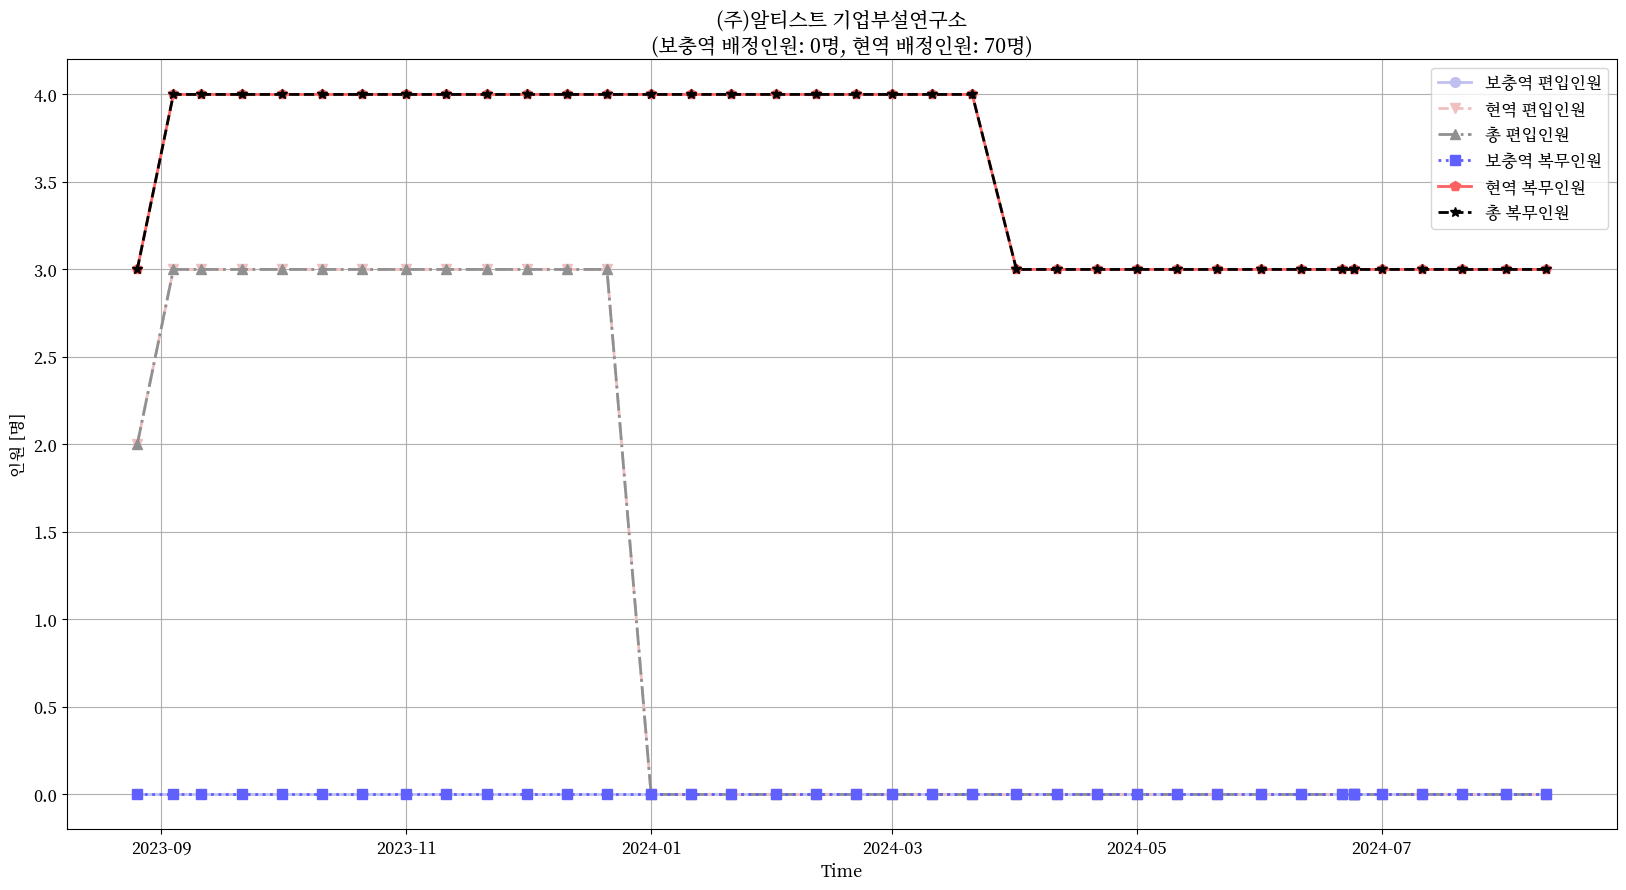 (주)알티스트 기업부설연구소
(보충역 배정인원: 0명, 현역 배정인원: 70명)
보충역 편입인원
현역 편입인원
총 편입인원
보충역 복무인원
현역 복무인원
총 복무인원
인원 [명]
4.0
3.5
3.0
2.5
2.0
1.5
1.0
0.5
0.0
2023-09 2023-11 2024-01 2024-03 2024-05 2024-07
Time